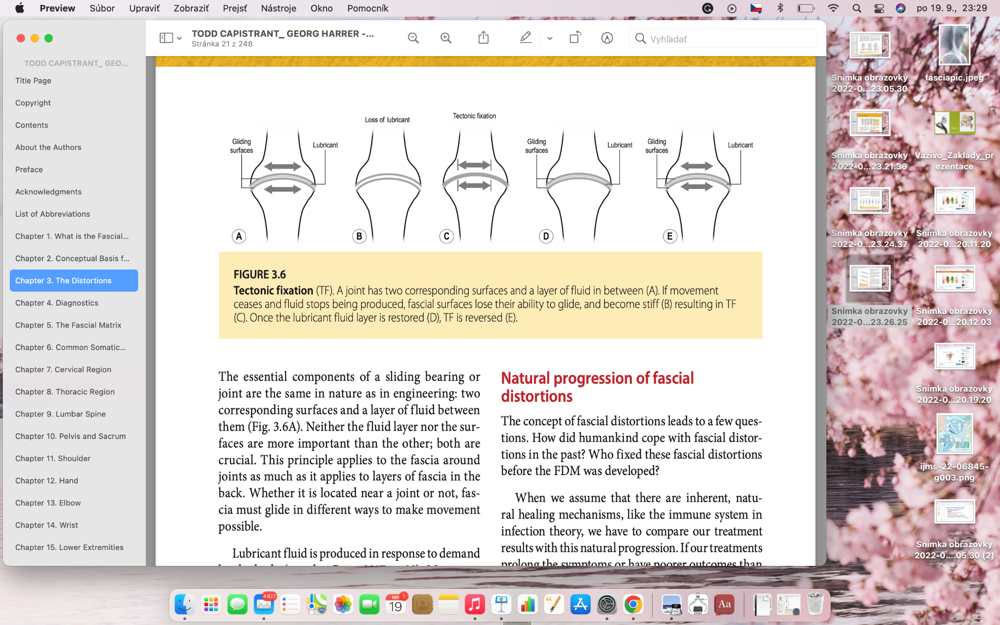 Preview Súbor Upraviť Zobraziť Prejsť Nástroje Okno Pomocník
po 19. 9., 23:29
TODD CAPISTRANT_ GEORG HARRER -...
Stránka 21 z 248
Vyhľadať
TODD CAPISTRANT_ GEO...
Title Page
Copyright
Contents
About the Authors
Preface
Acknowledgments
List of Abbreviations
Chapter 1. What is the Fascial...
Chapter 2. Conceptual Basis f...
Chapter 3. The Distortions
Chapter 4. Diagnostics
Chapter 5. The Fascial Matrix
Chapter 6. Common Somatic...
Chapter 7. Cervical Region
Chapter 8. Thoracic Region
Chapter 9. Lumbar Spine
Chapter 10. Pelvis and Sacrum
Chapter 11. Shoulder
Chapter 12. Hand
Chapter 13. Elbow
Chapter 14. Wrist
Chapter 15. Lower Extremities
Gliding
surfaces
Lubricant
A
Loss of lubricant
B
Tectonic fixation
C
Gliding
surfaces
Lubricant
D
Gliding
surfaces
Lubricant
E
FIGURE 3.6
Tectonic fixation (TF). A joint has two corresponding surfaces and a layer of fluid in between (A). If movement
ceases and fluid stops being produced, fascial surfaces lose their ability to glide, and become stiff (B) resulting in TF
(C). Once the lubricant fluid layer is restored (D), TF is reversed (E).
The essential components of a sliding bearing or
joint are the same in nature as in engineering: two
corresponding surfaces and a layer of fluid between
them (Fig. 3.6A). Neither the fluid layer nor the sur-
faces are more important than the other; both are
crucial. This principle applies to the fascia around
joints as much as it applies to layers of fascia in the
back. Whether it is located near a joint or not, fas-
cia must glide in different ways to make movement
possible.
Lubricant fluid is produced in response to demand
Natural progression of fascial
distortions
The concept of fascial distortions leads to a few ques-
tions. How did humankind cope with fascial distor-
tions in the past? Who fixed these fascial distortions
before the FDM was developed?
When we assume that there are inherent, natu-
ral healing mechanisms, like the immune system in
infection theory, we have to compare our treatment
results with this natural progression. If our treatments
prolong the symptoms or have poorer outcomes than
Snímka obrazovky
2022-0...23.05.30
fasciapic.jpeg
Snímka obrazovky
2022-0...23.21.36
Vazivo_Zaklady_pr
ezentace
Snímka obrazovky
2022-0...23.24.37
Snímka obrazovky
2022-0...20.11.20
Snímka obrazovky
2022-0...23.26.25
Snímka obrazovky
2022-0...20.12.03
Snímka obrazovky
2022-0...20.19.20
ijms-22-06845-
g003.png
Snímka obrazovky
2022-0....05.30 (2)
4 827
SEP
1
19
280
Aa